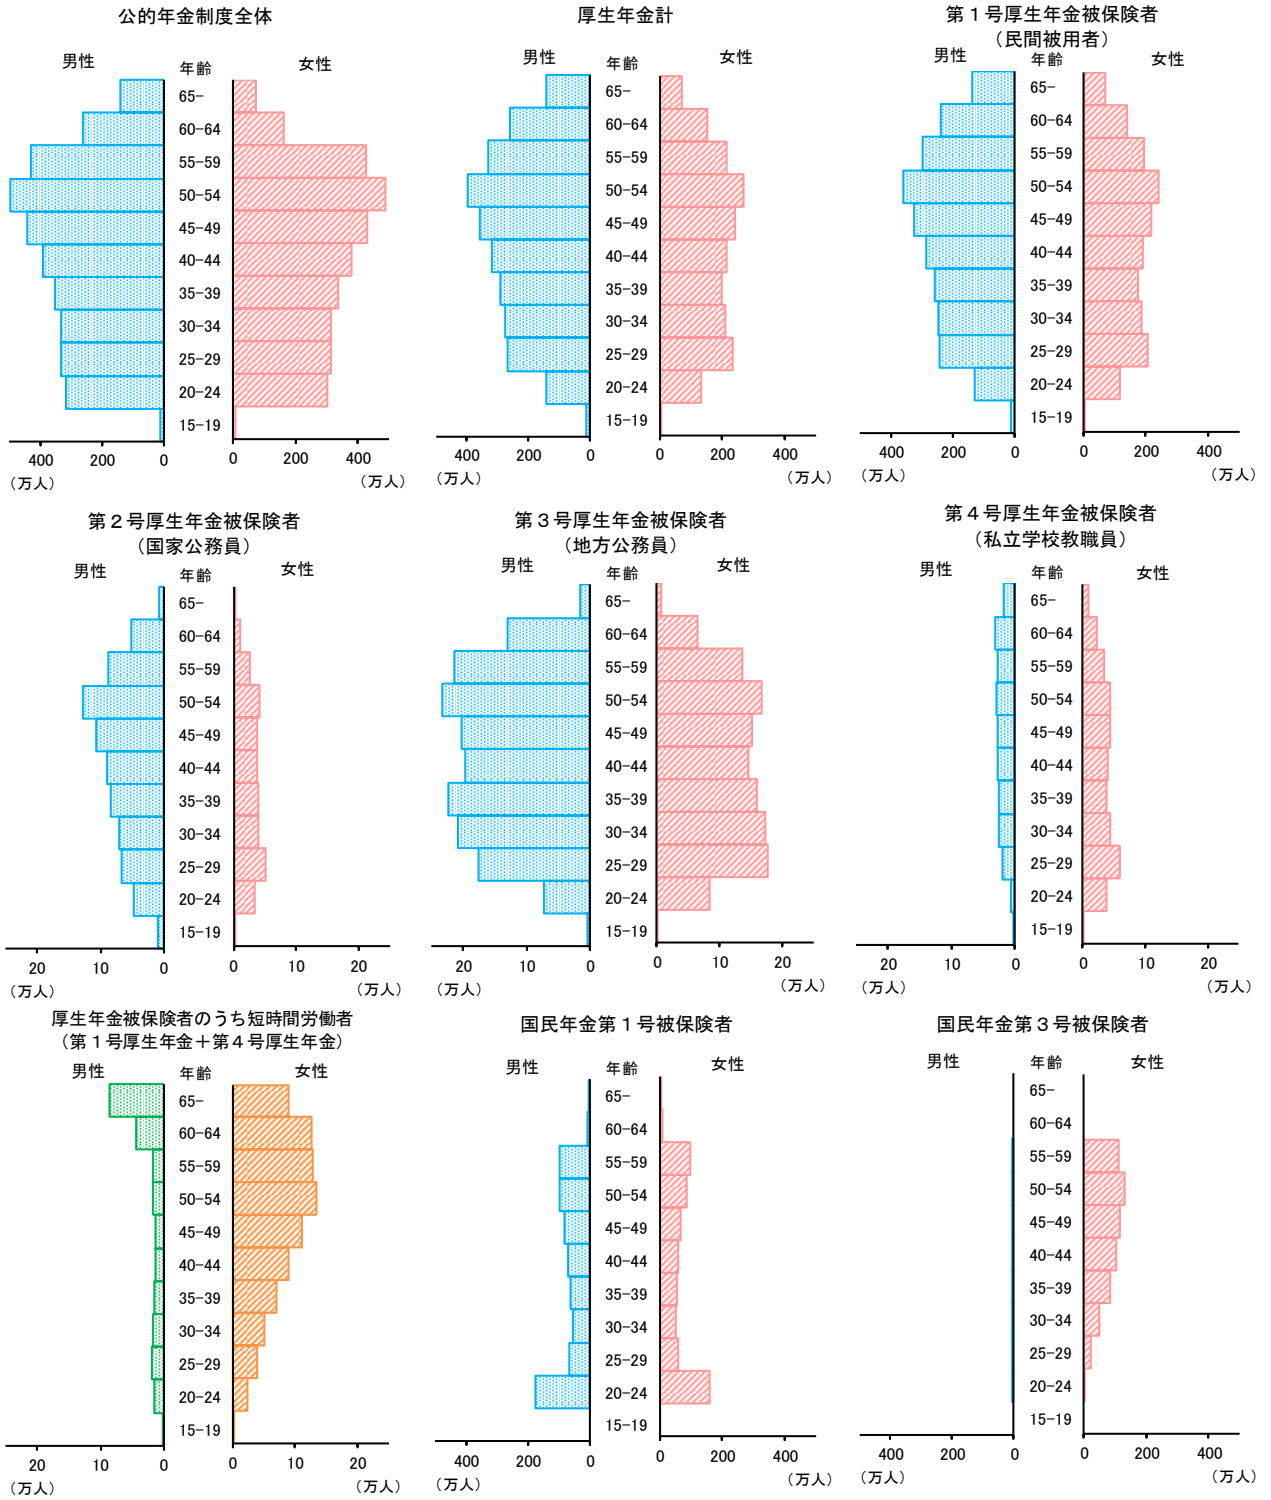 公的年金制度全体
男性
年齢
女性
65-
60-64
55-59
50-54
45-49
40-44
35-39
30-34
25-29
20-24
15-19
400
200
0
0
200
400
（万人）
（万人）
厚生年金計
男性
年齢
女性
65-
60-64
55-59
50-54
45-49
40-44
35-39
30-34
25-29
20-24
15-19
400
200
0
0
200
400
（万人）
（万人）
第１号厚生年金被保険者
（民間被用者）
男性
年齢
女性
65-
60-64
55-59
50-54
45-49
40-44
35-39
30-34
25-29
20-24
15-19
400
200
0
0
200
400
（万人）
（万人）
第２号厚生年金被保険者
（国家公務員）
男性
年齢
女性
65-
60-64
55-59
50-54
45-49
40-44
35-39
30-34
25-29
20-24
15-19
20
10
0
0
10
20
（万人）
（万人）
第３号厚生年金被保険者
（地方公務員）
男性
年齢
女性
65-
60-64
55-59
50-54
45-49
40-44
35-39
30-34
25-29
20-24
15-19
20
10
0
0
10
20
（万人）
（万人）
第４号厚生年金被保険者
（私立学校教職員）
男性
年齢
女性
65-
60-64
55-59
50-54
45-49
40-44
35-39
30-34
25-29
20-24
15-19
20
10
0
0
10
20
（万人）
（万人）
厚生年金被保険者のうち短時間労働者
（第１号厚生年金＋第４号厚生年金）
男性
年齢
女性
65-
60-64
55-59
50-54
45-49
40-44
35-39
30-34
25-29
20-24
15-19
20
10
0
0
10
20
（万人）
（万人）
国民年金第１号被保険者
男性
年齢
女性
65-
60-64
55-59
50-54
45-49
40-44
35-39
30-34
25-29
20-24
15-19
400
200
0
0
200
400
（万人）
（万人）
国民年金第３号被保険者
男性
年齢
女性
65-
60-64
55-59
50-54
45-49
40-44
35-39
30-34
25-29
20-24
15-19
400
200
0
0
200
400
（万人）
（万人）